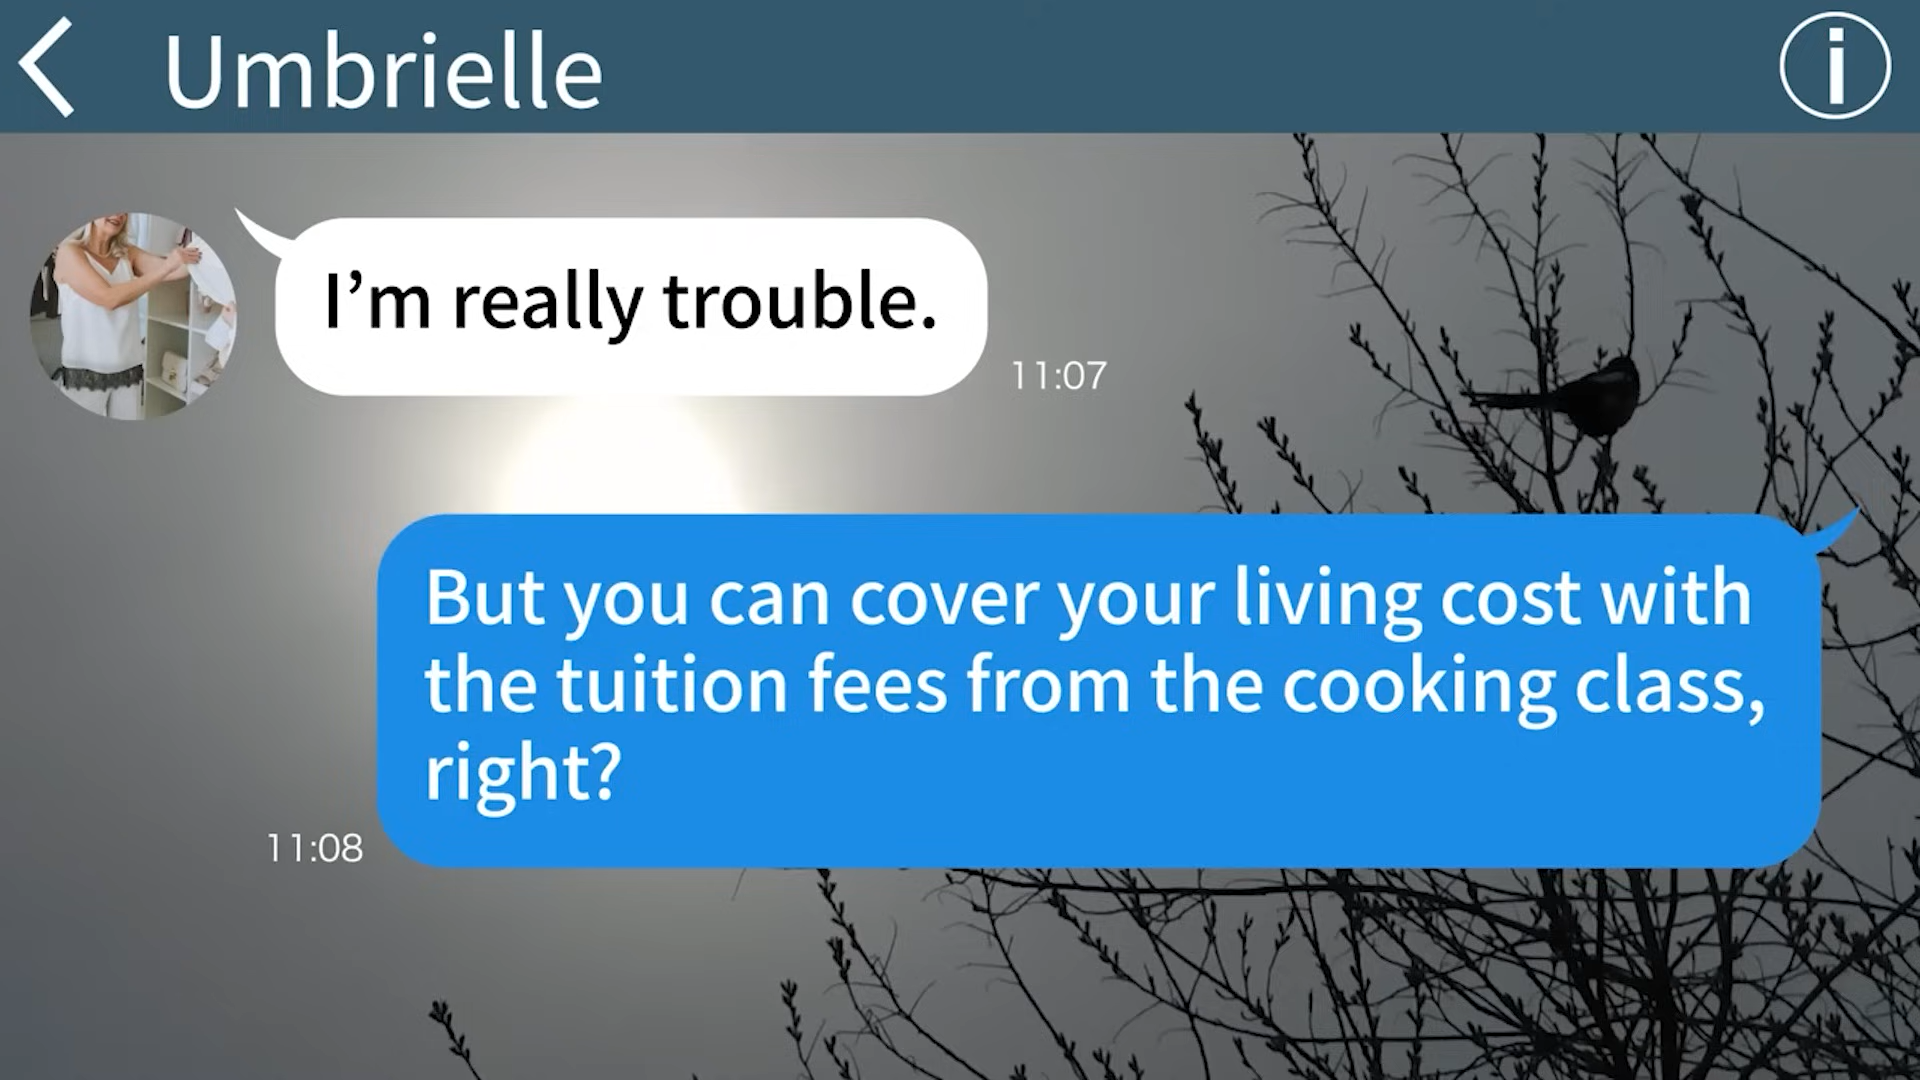 Umbrielle
I’m really trouble.
11:07
But you can cover your living cost with
the tuition fees from the cooking class,
right?
11:08